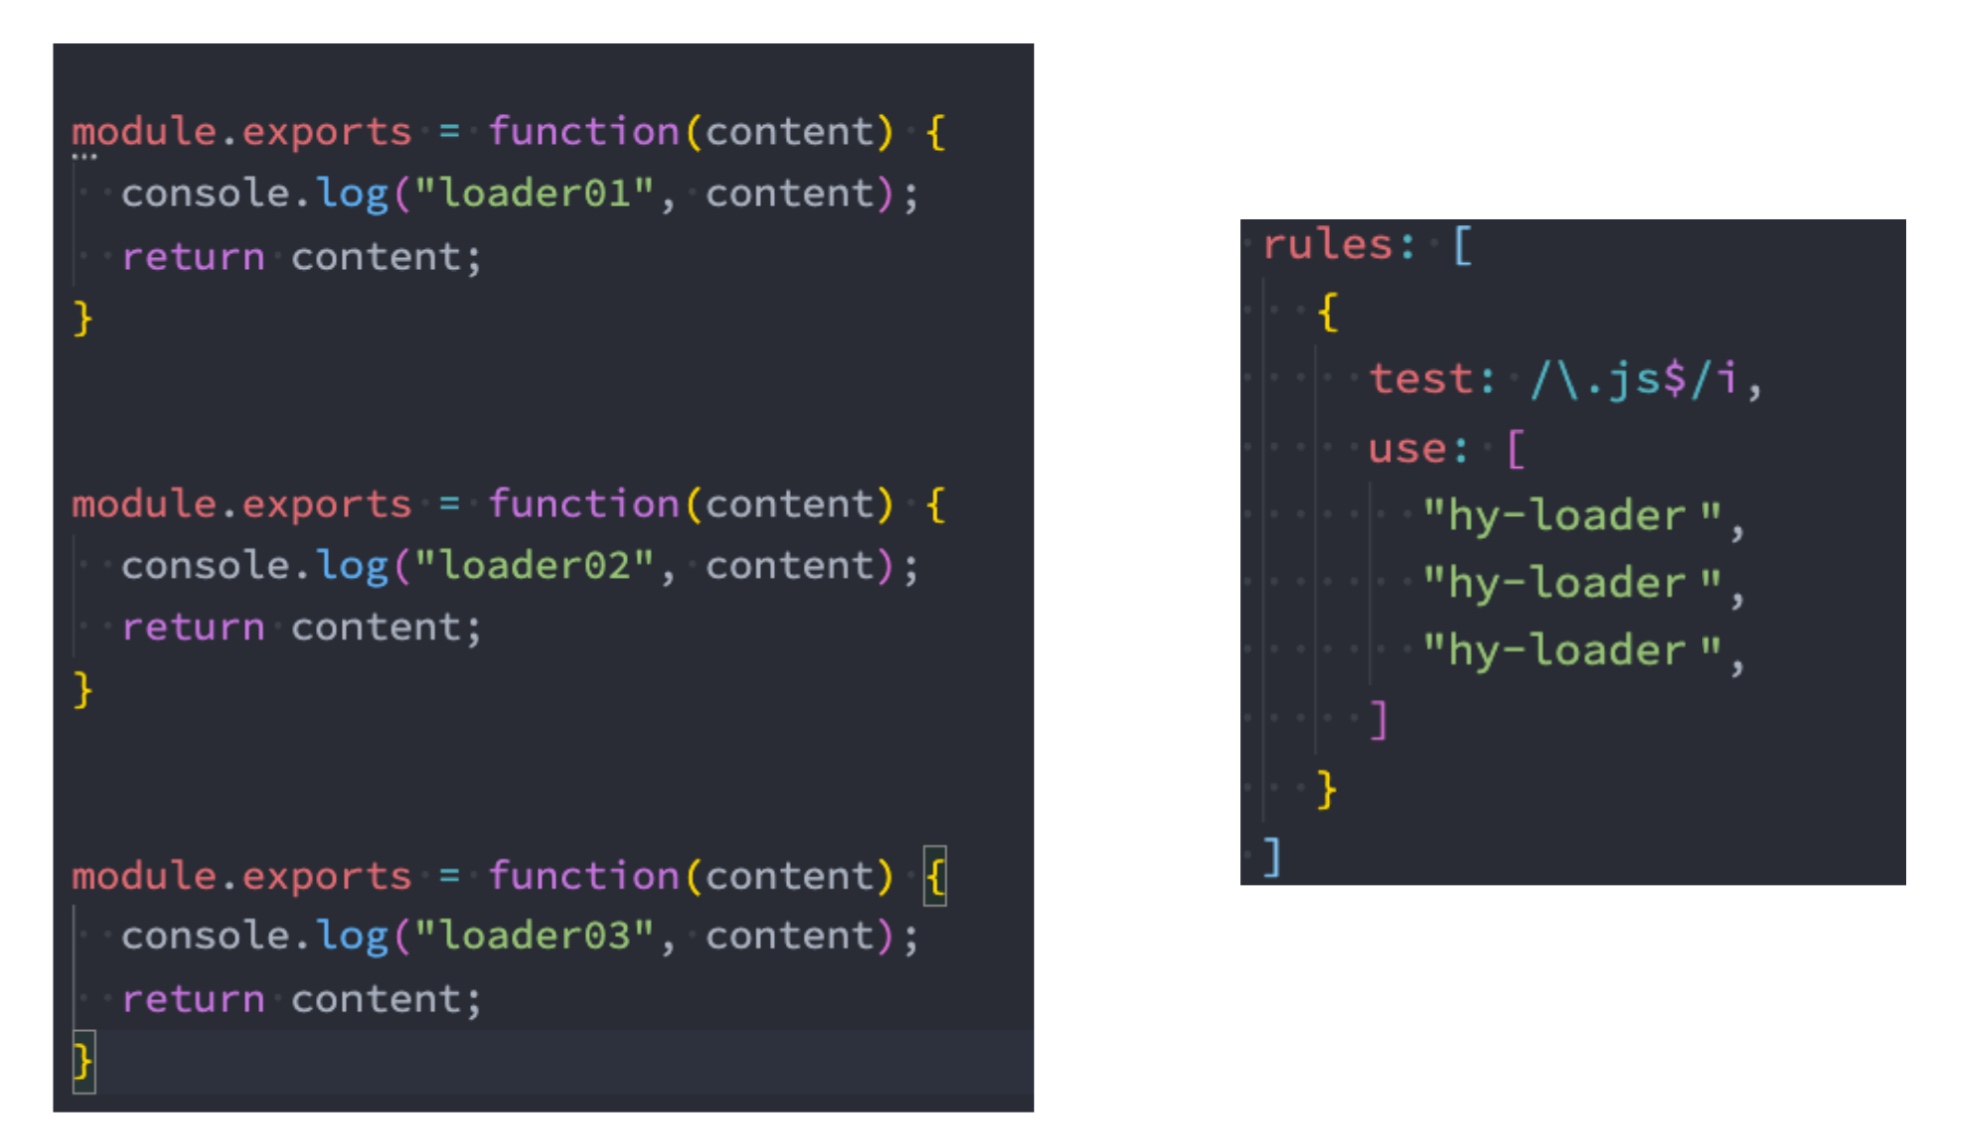 module.exports = function(content) {
  console.log("loader01", content);
  return content;
}
module.exports = function(content) {
  console.log("loader02", content);
  return content;
}
module.exports = function(content) {
  console.log("loader03", content);
  return content;
}
rules: [
  {
    test: /\.js$/i,
    use: [
      "hy-loader ",
      "hy-loader ",
      "hy-loader ",
    ]
  }
]